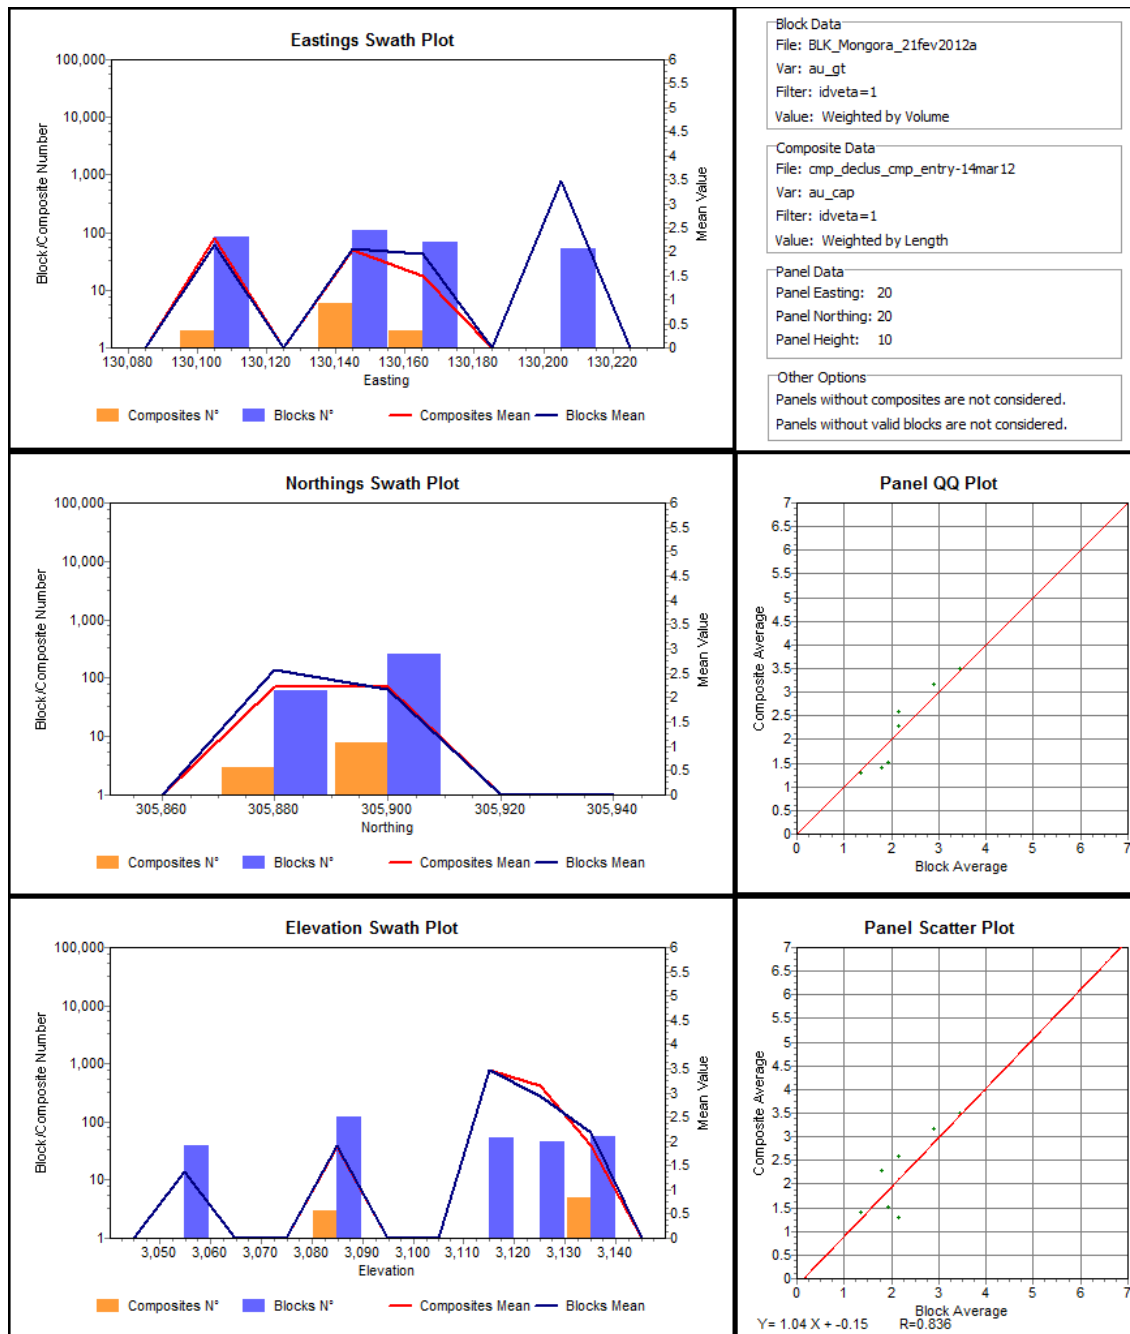 Eastings Swath Plot
100,000
10,000
1,000
100
10
1
Block/Composite Number
6
5.5
5
4.5
4
3.5
3
2.5
2
1.5
1
0.5
0
Mean Value
130,080 130,100 130,120 130,140 130,160 130,180 130,200 130,220
Easting
Composites N° Blocks N° Composites Mean Blocks Mean
Block Data
File: BLK_Mongora_21fev2012a
Var: au_gt
Filter: idveta=1
Value: Weighted by Volume
Composite Data
File: cmp_declus_cmp_entry-14mar12
Var: au_cap
Filter: idveta=1
Value: Weighted by Length
Panel Data
Panel Easting: 20
Panel Northing: 20
Panel Height: 10
Other Options
Panels without composites are not considered.
Panels without valid blocks are not considered.
Northings Swath Plot
100,000
10,000
1,000
100
10
1
Block/Composite Number
6
5.5
5
4.5
4
3.5
3
2.5
2
1.5
1
0.5
0
Mean Value
305,860 305,880 305,900 305,920 305,940
Northing
Composites N° Blocks N° Composites Mean Blocks Mean
Panel QQ Plot
7
6.5
6
5.5
5
4.5
4
3.5
3
2.5
2
1.5
1
0.5
0
Composite Average
0 1 2 3 4 5 6 7
Block Average
Elevation Swath Plot
100,000
10,000
1,000
100
10
1
Block/Composite Number
6
5.5
5
4.5
4
3.5
3
2.5
2
1.5
1
0.5
0
Mean Value
3,050 3,060 3,070 3,080 3,090 3,100 3,110 3,120 3,130 3,140
Elevation
Composites N° Blocks N° Composites Mean Blocks Mean
Panel Scatter Plot
7
6.5
6
5.5
5
4.5
4
3.5
3
2.5
2
1.5
1
0.5
0
Composite Average
0 1 2 3 4 5 6 7
Block Average
Y= 1.04 X + -0.15 R=0.836